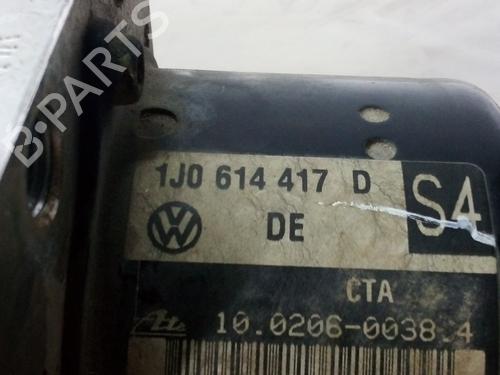 B-PARTS
1J0 614 417 D
S4
DE
CTA
10.0206-0038.4